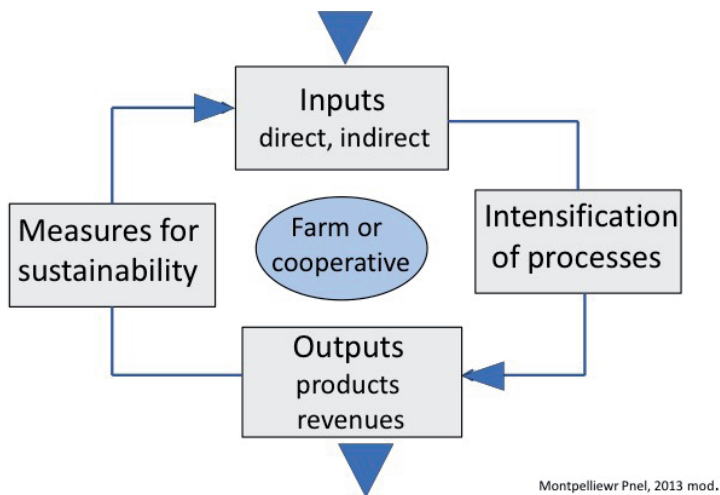 Inputs
direct, indirect
Measures for
sustainability
Farm or
cooperative
Intensification
of processes
Outputs
products
revenues
Montpelliewr Pnel, 2013 mod.